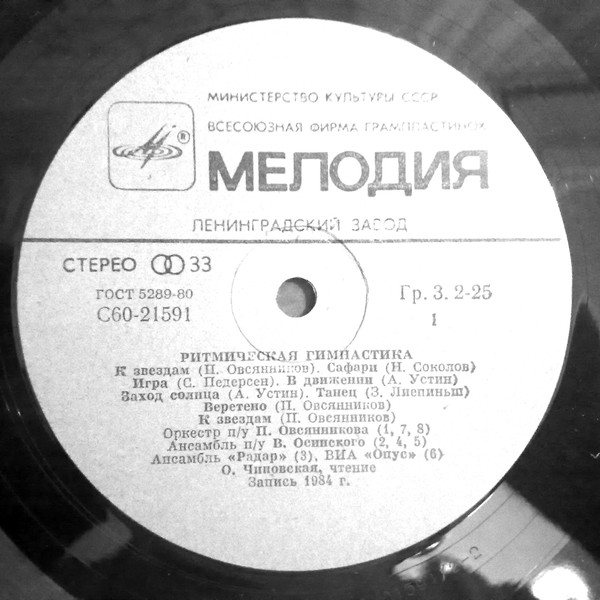 МИНИСТЕРСТВО КУЛЬТУРЫ СССР
ВСЕСОЮЗНАЯ ФИРМА ГРАМПЛАСТИНОК
®
МЕЛОДИЯ
ЛЕНИНГРАДСКИЙ ЗАВОД
СТЕРЕО 33
ГОСТ 5289-80
Гр. 3. 2-25
С60-21591
1
РИТМИЧЕСКАЯ ГИМНАСТИКА
К звездам (П. Овсянников). Сафари (Н. Соколов)
Игра (С. Педерсен). В движении (А. Устин)
Заход солнца (А. Устин). Танец (З. Лиепиньш)
Веретено (П. Овсянников)
К звездам (П. Овсянников)
Оркестр п/у П. Овсянникова (1, 7, 8)
Ансамбль п/у В. Осинского (2, 4, 5)
Ансамбль «Радар» (3), ВИА «Опус» (6)
О. Чиповская, чтение
Запись 1984 г.